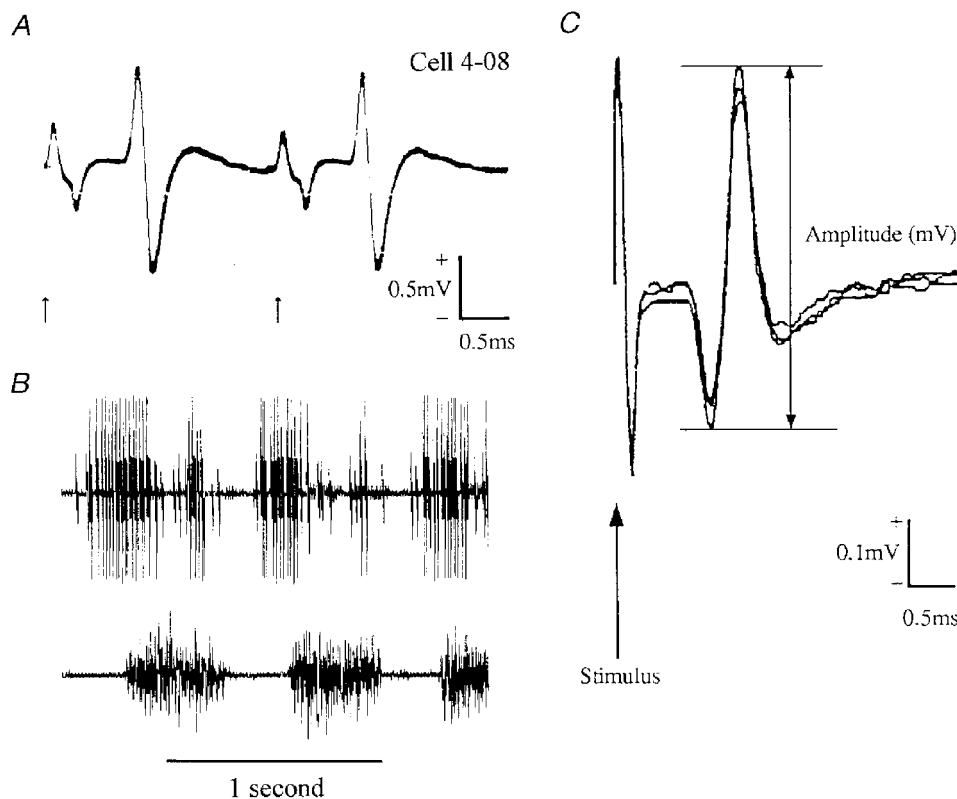 A
Cell 4-08
+
0.5mV
−
0.5ms
↑ ↑
B
1 second
C
Amplitude (mV)
+
0.1mV
−
0.5ms
Stimulus